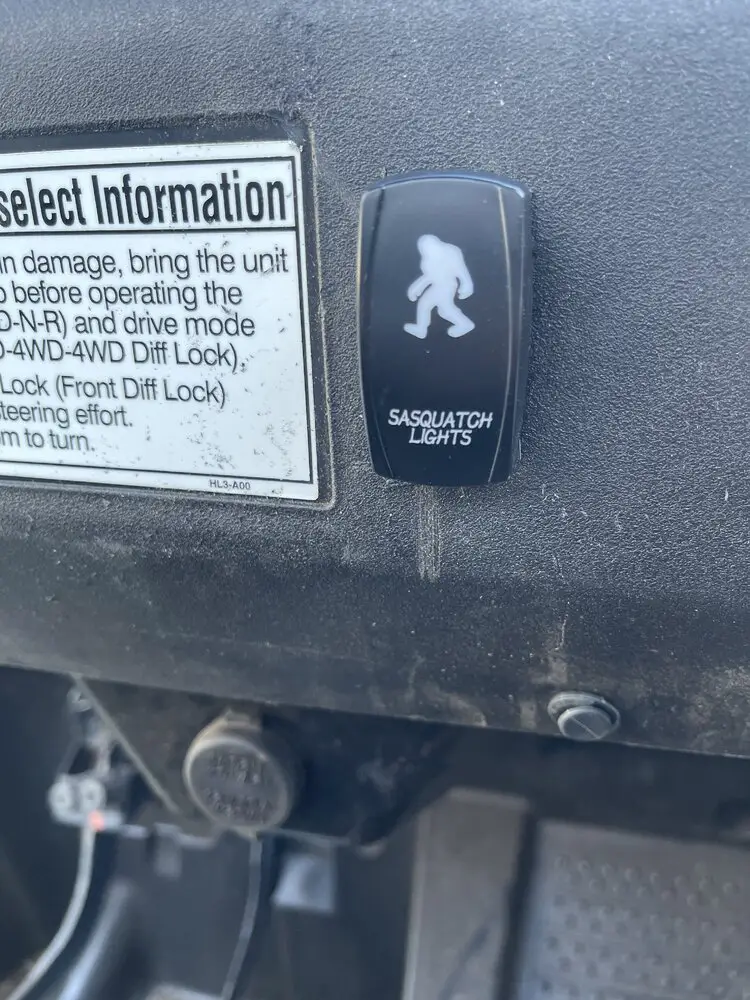 select Information
in damage, bring the unit
before operating the
D-N-R) and drive mode
-4WD-4WD Diff Lock).
Lock (Front Diff Lock)
teering effort.
m to turn.
HL3-A00
SASQUATCH
LIGHTS